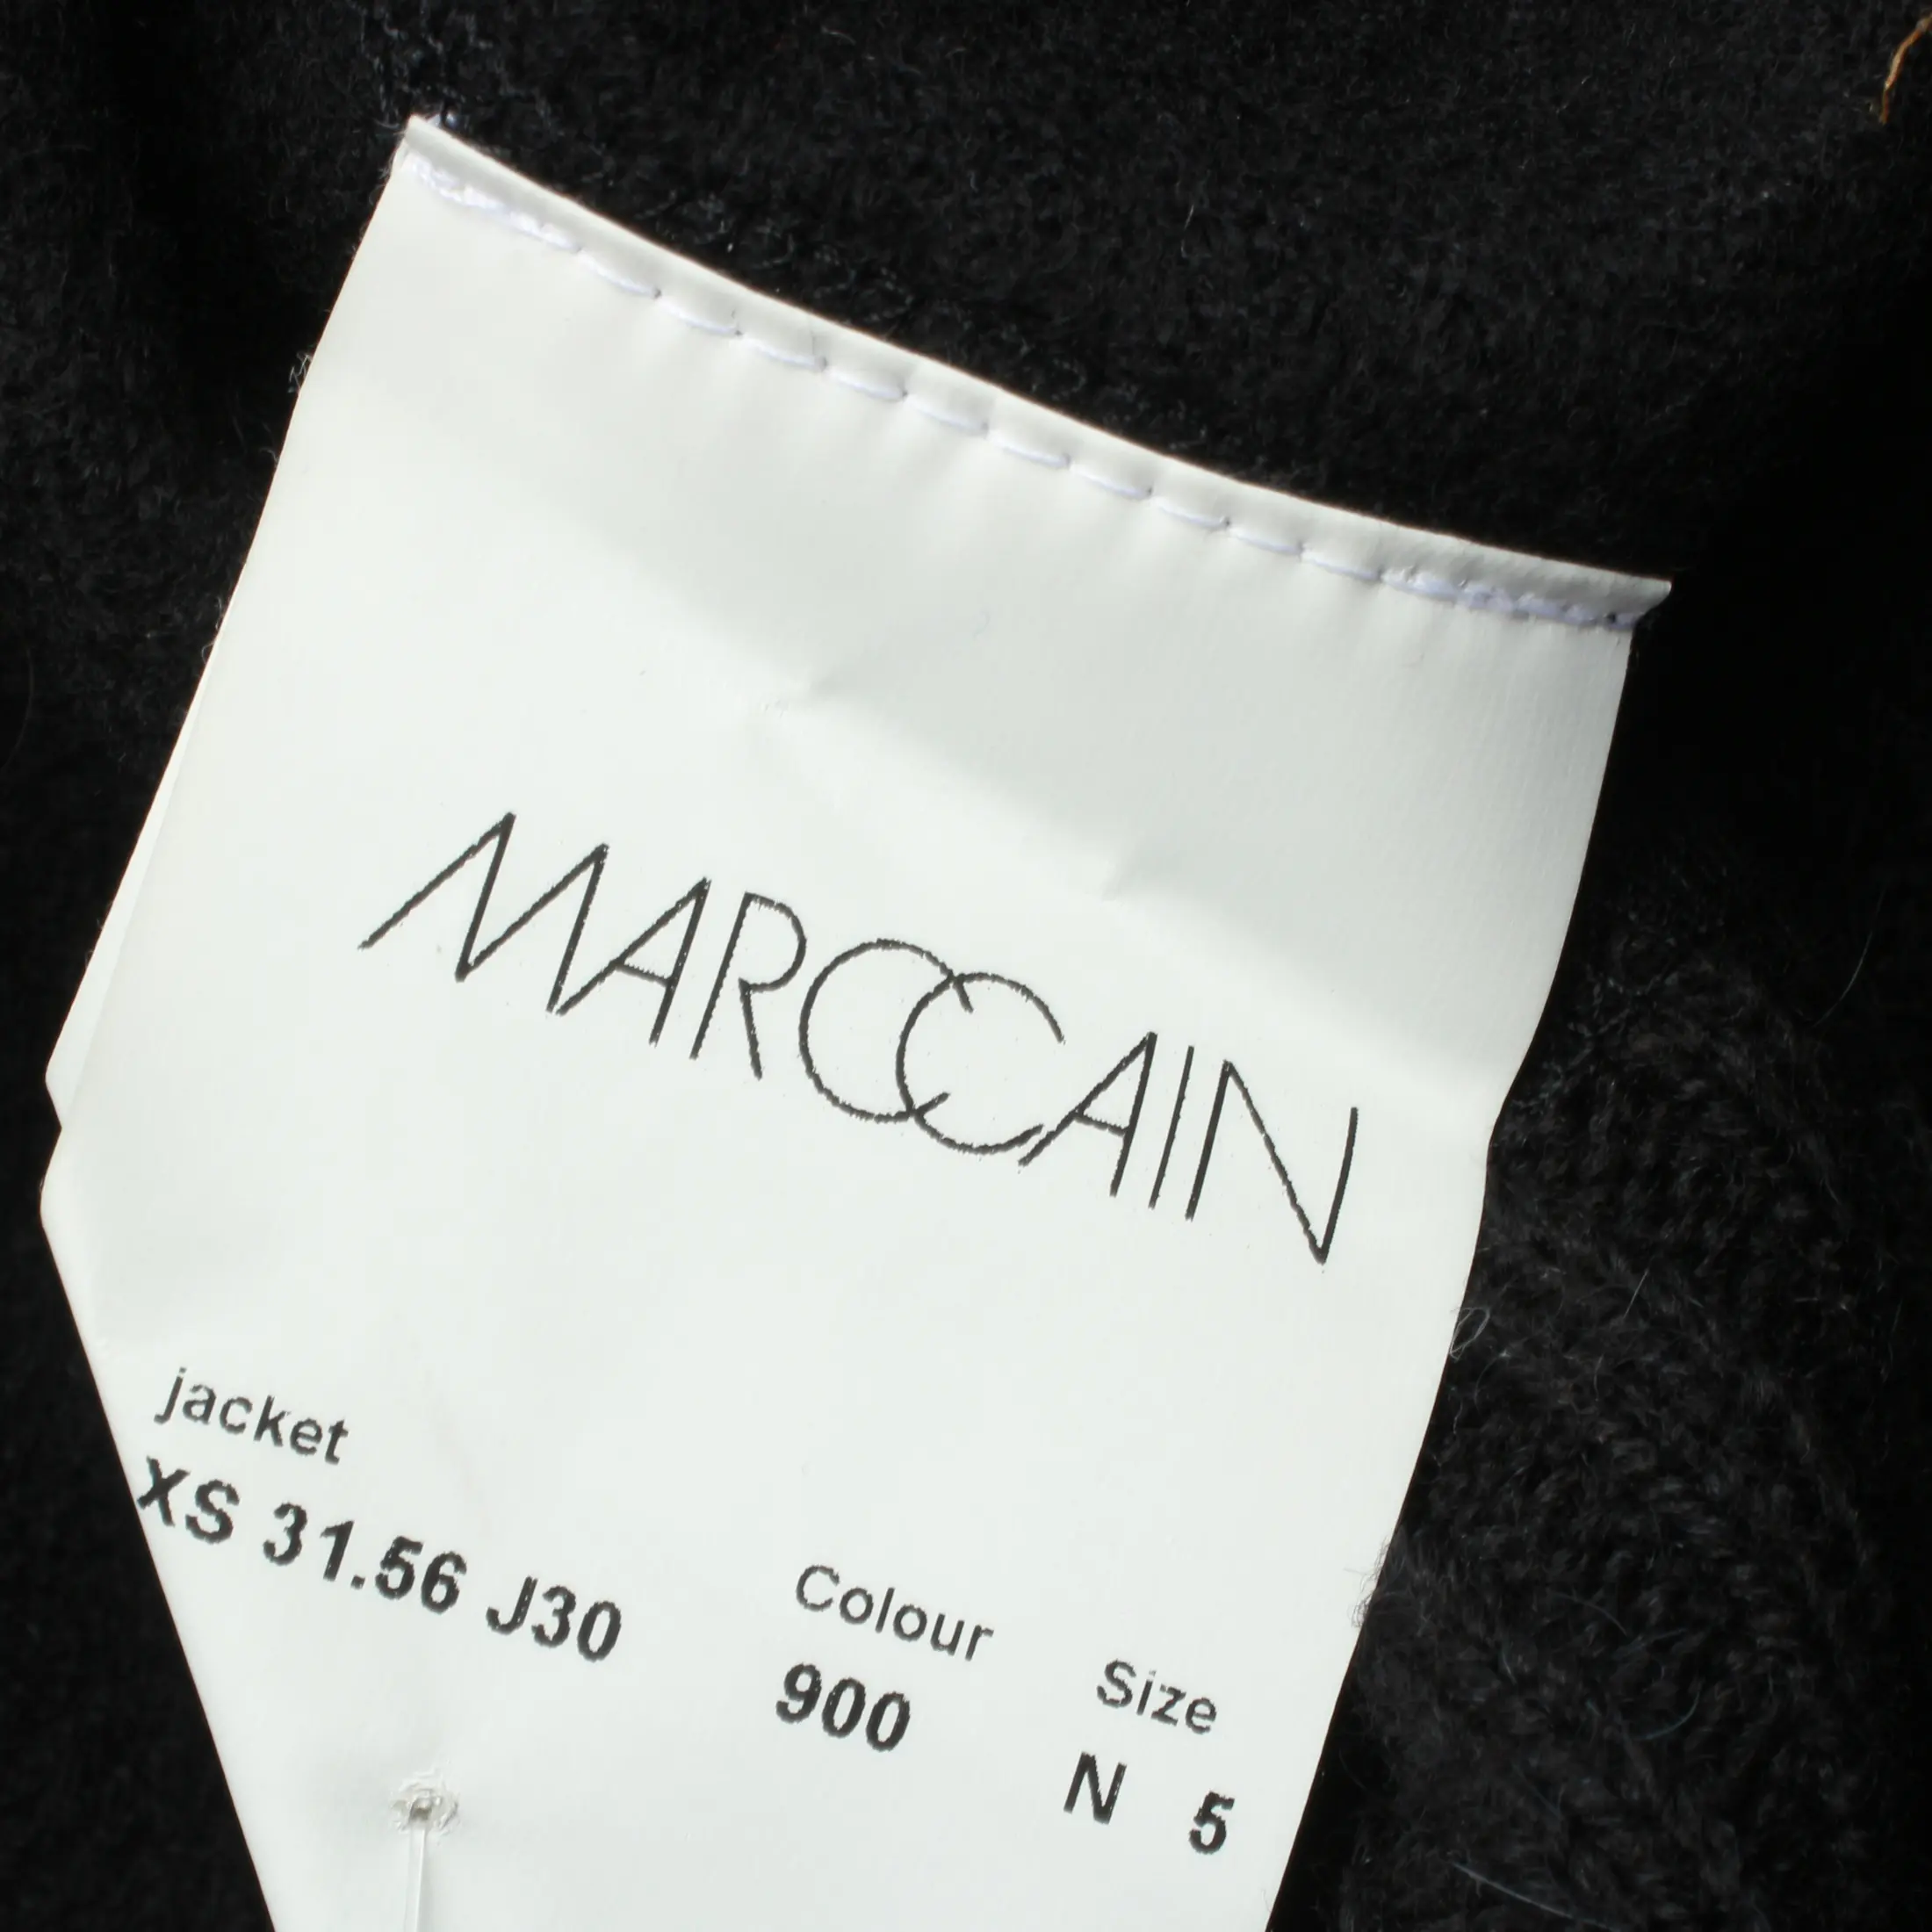 MARCCAIN
jacket Colour Size
XS 31.56 J30 900 N 5